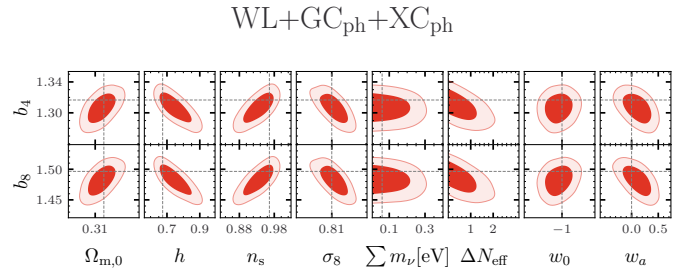 WL+GC_ph+XC_ph
b_4
1.34
1.30
b_8
1.50
1.45
0.31 0.7 0.9 0.88 0.98 0.81 0.1 0.3 1 2 −1 0.0 0.5
Ω_m,0 h n_s σ_8 ∑ m_ν[eV] ΔN_eff w_0 w_a